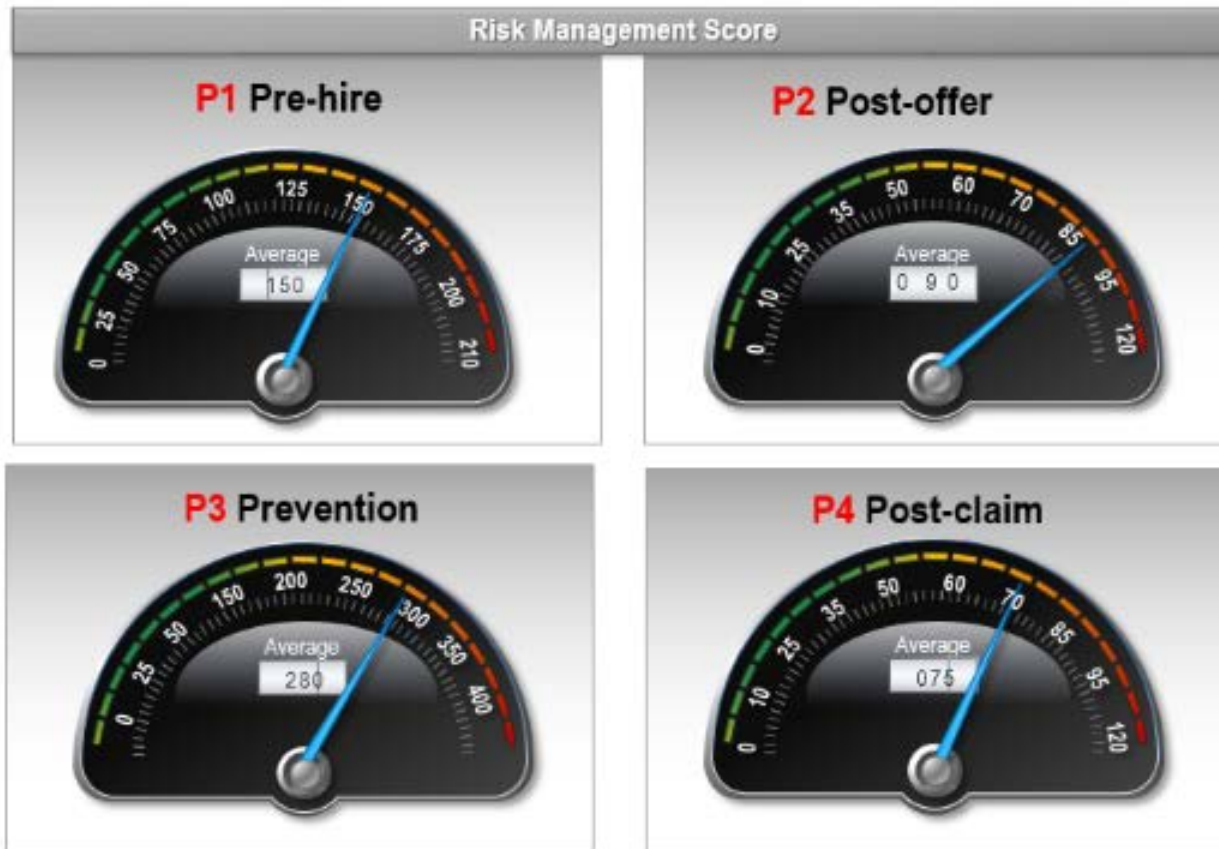 Risk Management Score
P1 Pre-hire
0 25 50 75 100 125 150 175 200 210
Average
150
P2 Post-offer
0 10 25 35 50 60 70 85 95 120
Average
0 9 0
P3 Prevention
0 25 50 150 200 250 300 350 400
Average
280
P4 Post-claim
0 10 25 35 50 60 70 85 95 120
Average
075